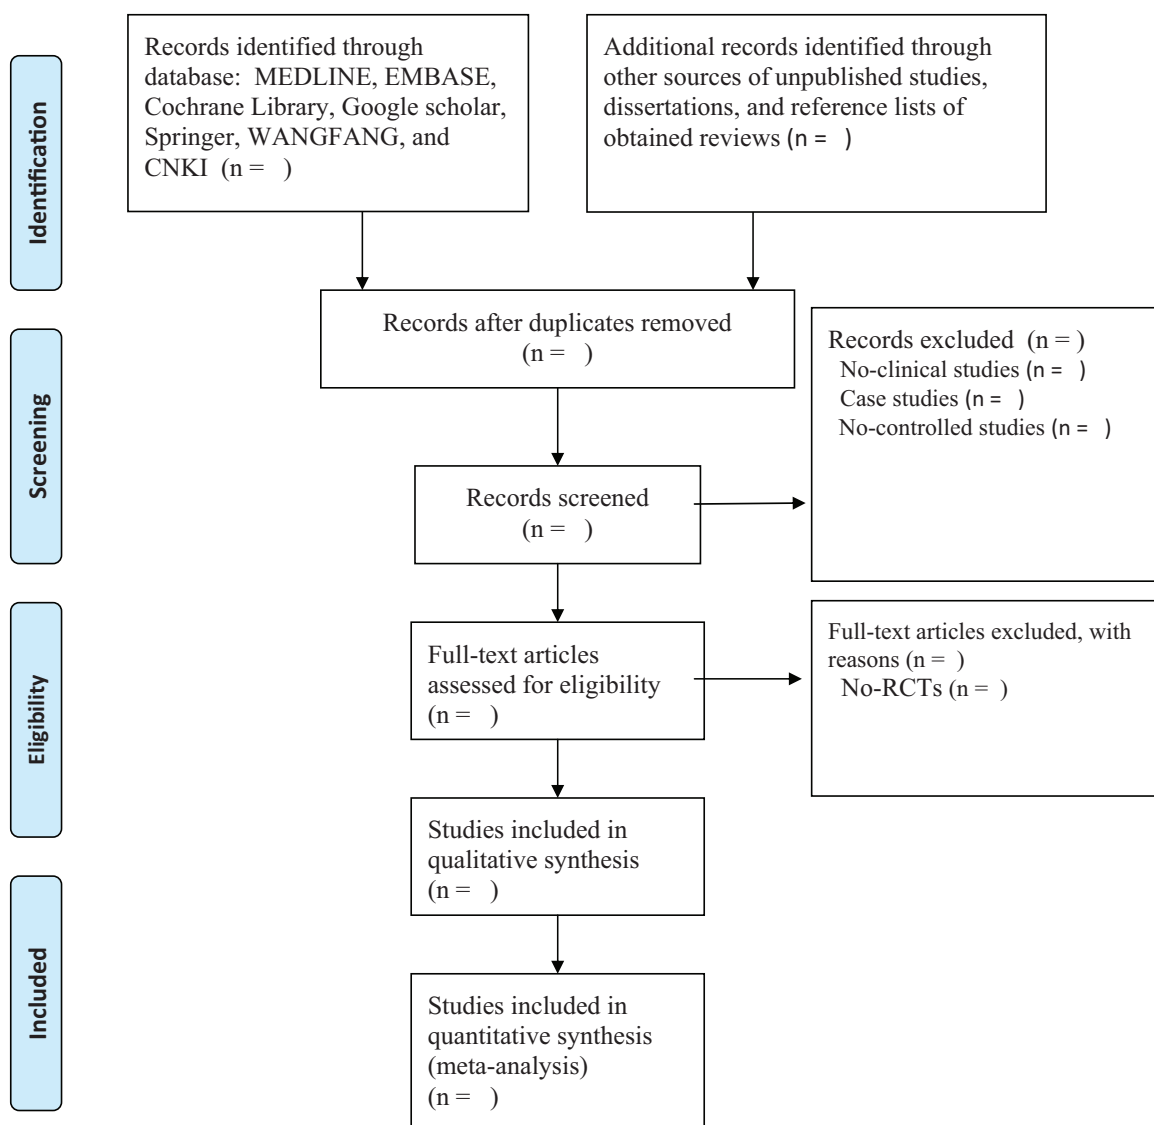 Identification
Records identified through
database:  MEDLINE, EMBASE,
Cochrane Library, Google scholar,
Springer, WANGFANG, and
CNKI  (n =   )
Additional records identified through
other sources of unpublished studies,
dissertations, and reference lists of
obtained reviews (n =   )
Records after duplicates removed
(n =   )
Screening
Records screened
(n =   )
Records excluded  (n = )
No-clinical studies (n =   )
Case studies (n =   )
No-controlled studies (n =   )
Eligibility
Full-text articles
assessed for eligibility
(n =   )
Full-text articles excluded, with
reasons (n =   )
No-RCTs (n =   )
Included
Studies included in
qualitative synthesis
(n =   )
Studies included in
quantitative synthesis
(meta-analysis)
(n =   )